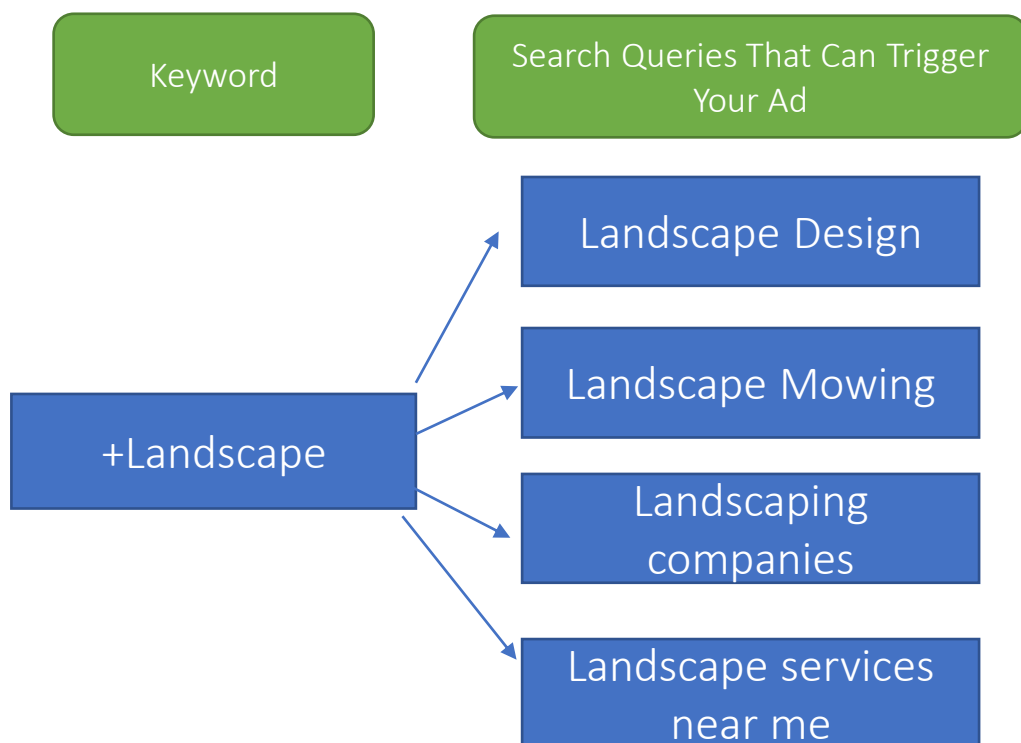 Keyword
Search Queries That Can Trigger
Your Ad
Landscape Design
Landscape Mowing
+Landscape
Landscaping
companies
Landscape services
near me